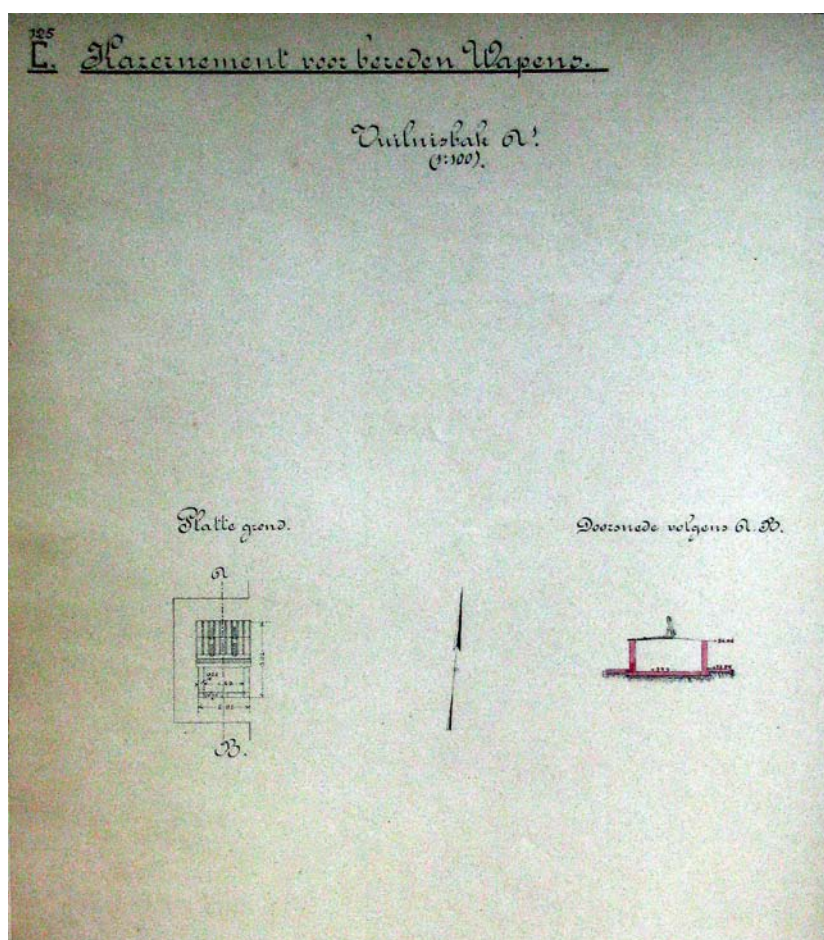 125
C. Kazernement voor bereden Wapens.
Vuilnisbak A¹.
(1:100).
Platte grond.
Doorsnede volgens A.B.
A
B.